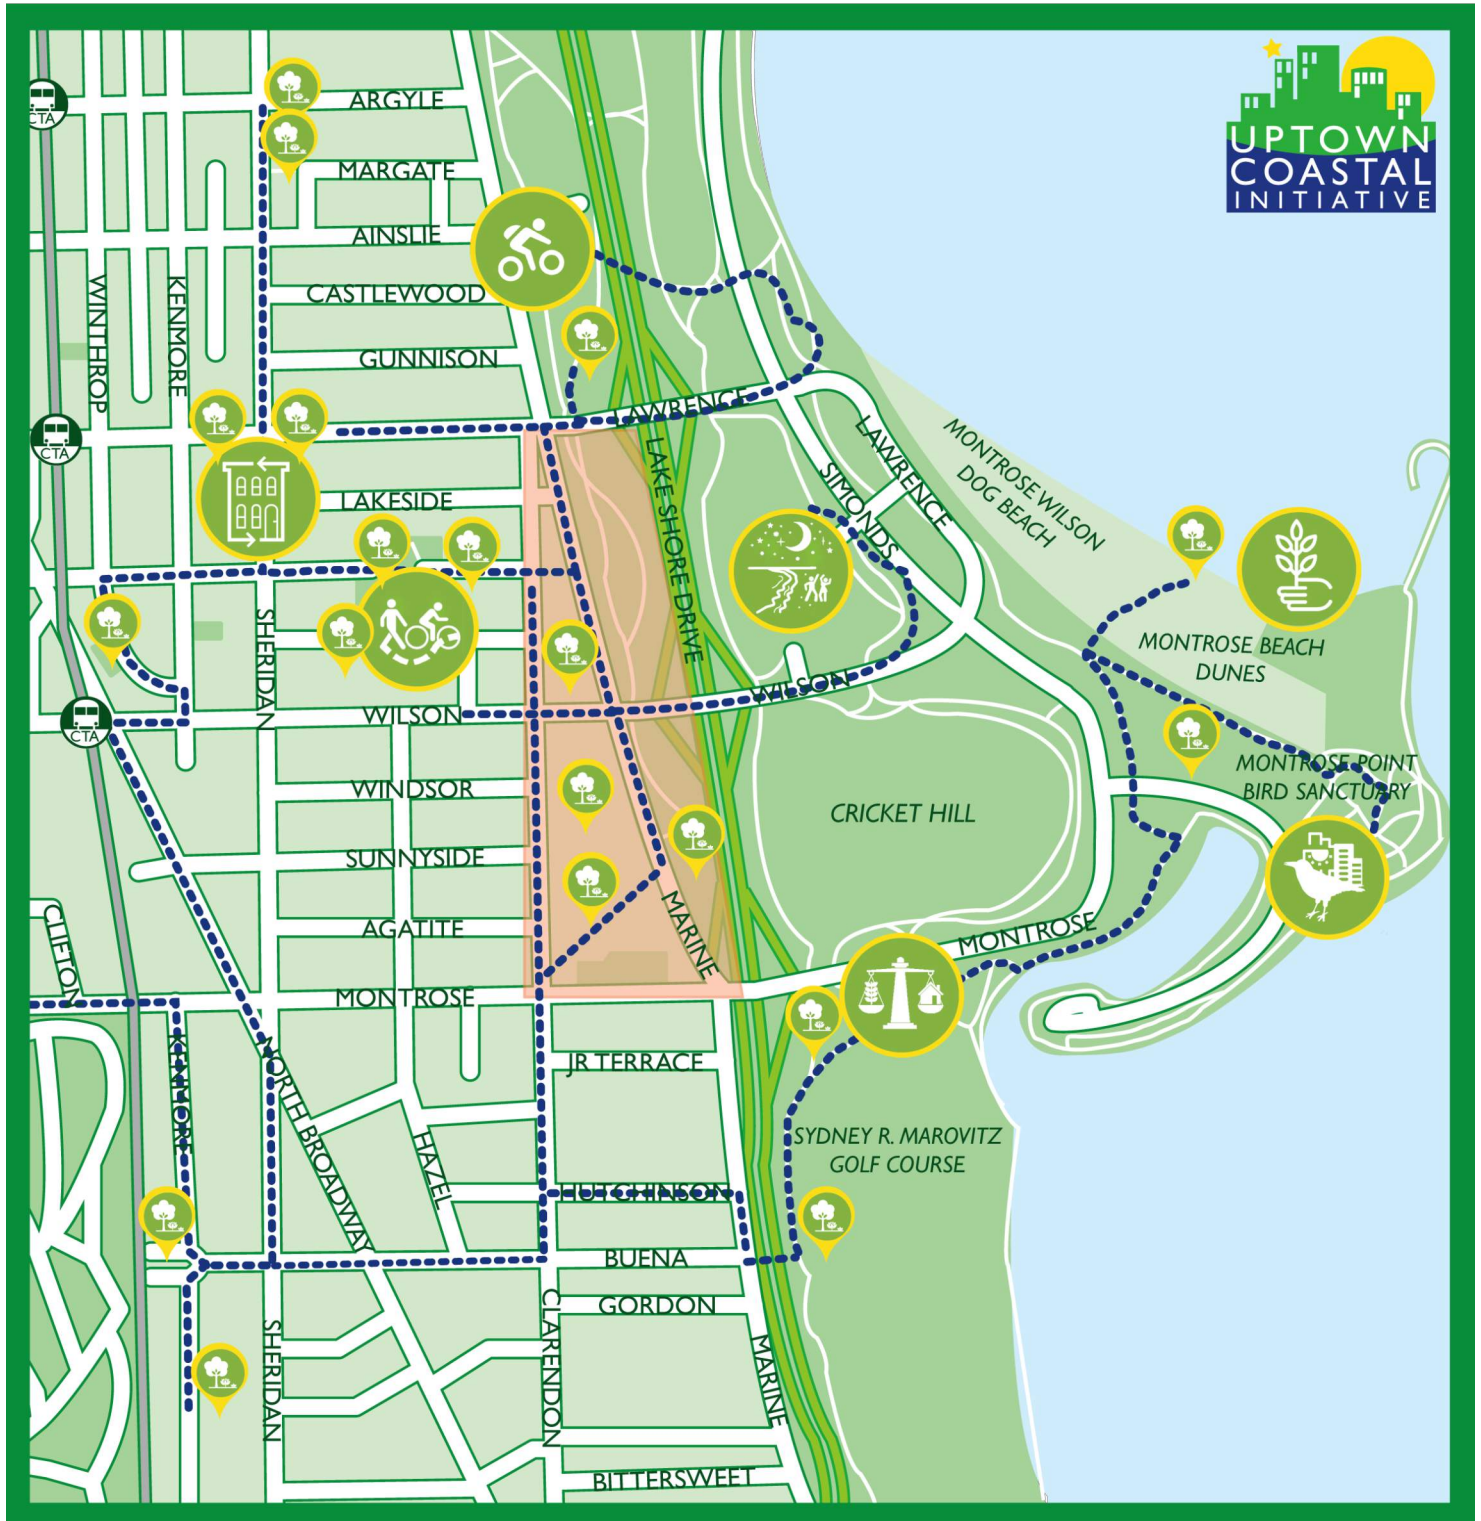 UPTOWN
COASTAL
INITIATIVE
CTA
ARGYLE
MARGATE
AINSLIE
CASTLEWOOD
WINTHROP
KENMORE
GUNNISON
LAWRENCE
LAWRENCE
CTA
LAKESIDE
LAKE SHORE DRIVE
SIMONDS
MONTROSE WILSON
DOG BEACH
SHERIDAN
MONTROSE BEACH
DUNES
WILSON
WILSON
CTA
MONTROSE POINT
BIRD SANCTUARY
WINDSOR
CRICKET HILL
SUNNYSIDE
AGATITE
MARINE
MONTROSE
CLIFTON
MONTROSE
KENMORE
NORTH BROADWAY
JR TERRACE
HAZEL
SYDNEY R. MAROVITZ
GOLF COURSE
HUTCHINSON
BUENA
GORDON
SHERIDAN
CLARENDON
MARINE
BITTERSWEET